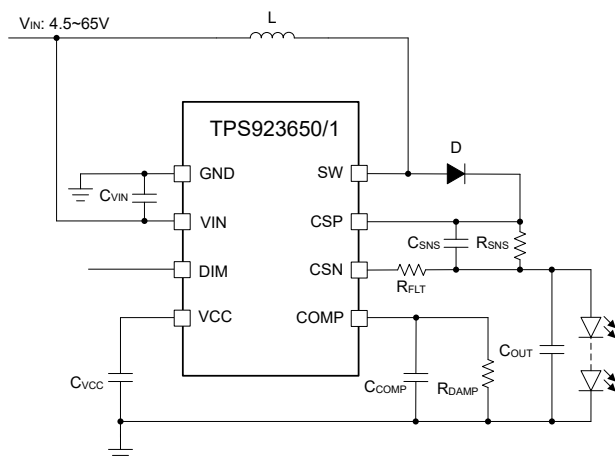 VIN: 4.5~65V
L
TPS923650/1
D
GND
SW
CVIN
VIN
CSP
CSNS
RSNS
DIM
CSN
RFLT
VCC
COMP
COUT
CVCC
CCOMP
RDAMP